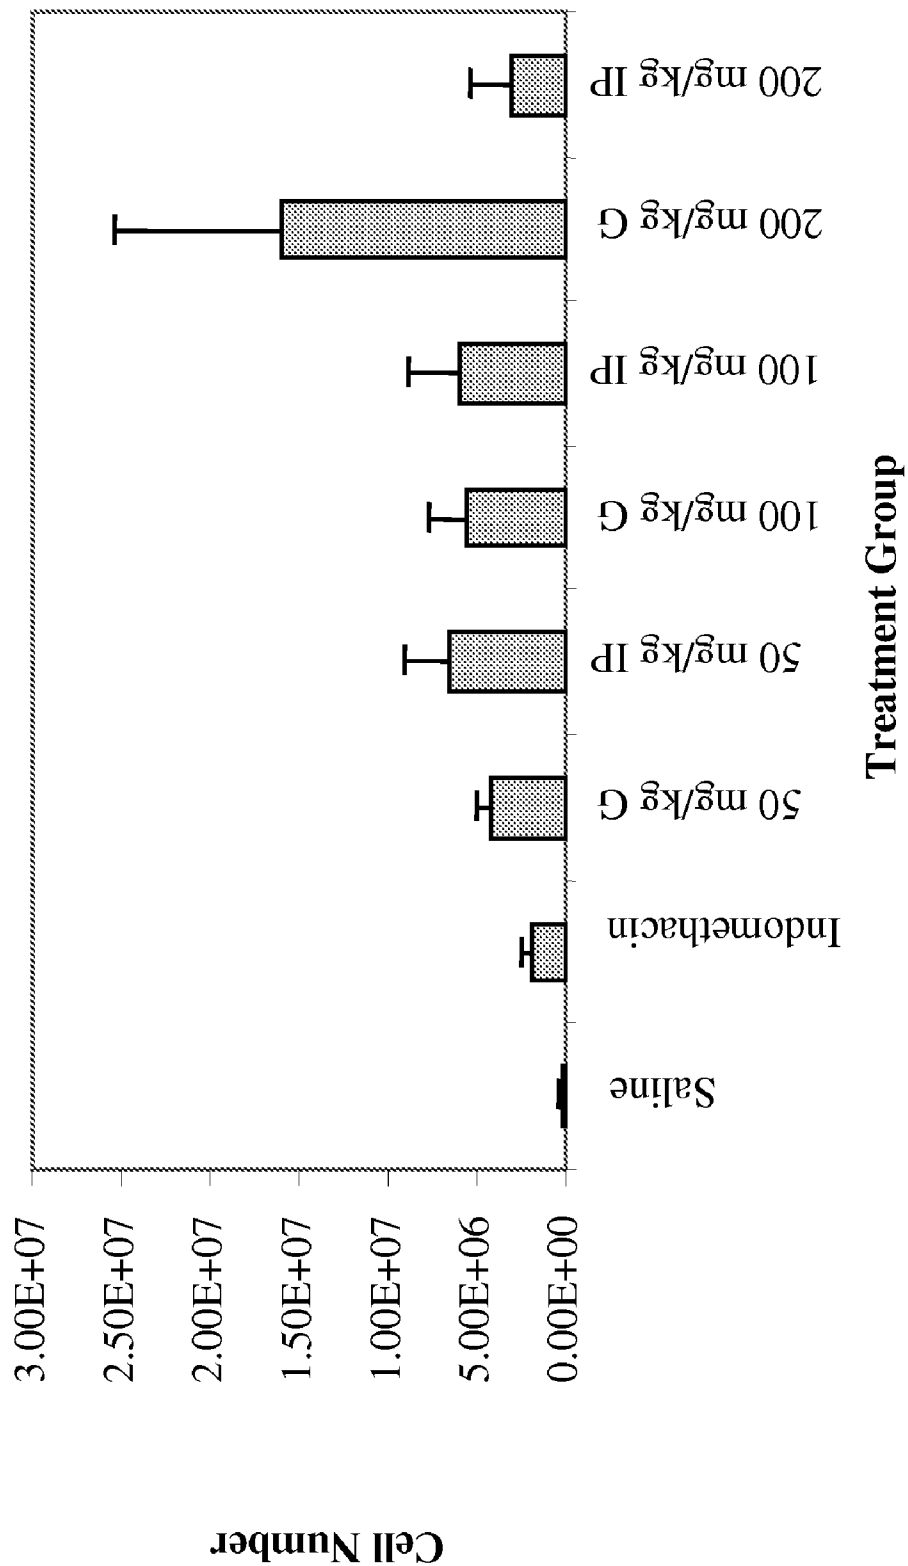 Cell Number
3.00E+07
2.50E+07
2.00E+07
1.50E+07
1.00E+07
5.00E+06
0.00E+00
Saline
Indomethacin
50 mg/kg G
50 mg/kg IP
100 mg/kg G
100 mg/kg IP
200 mg/kg G
200 mg/kg IP
Treatment Group